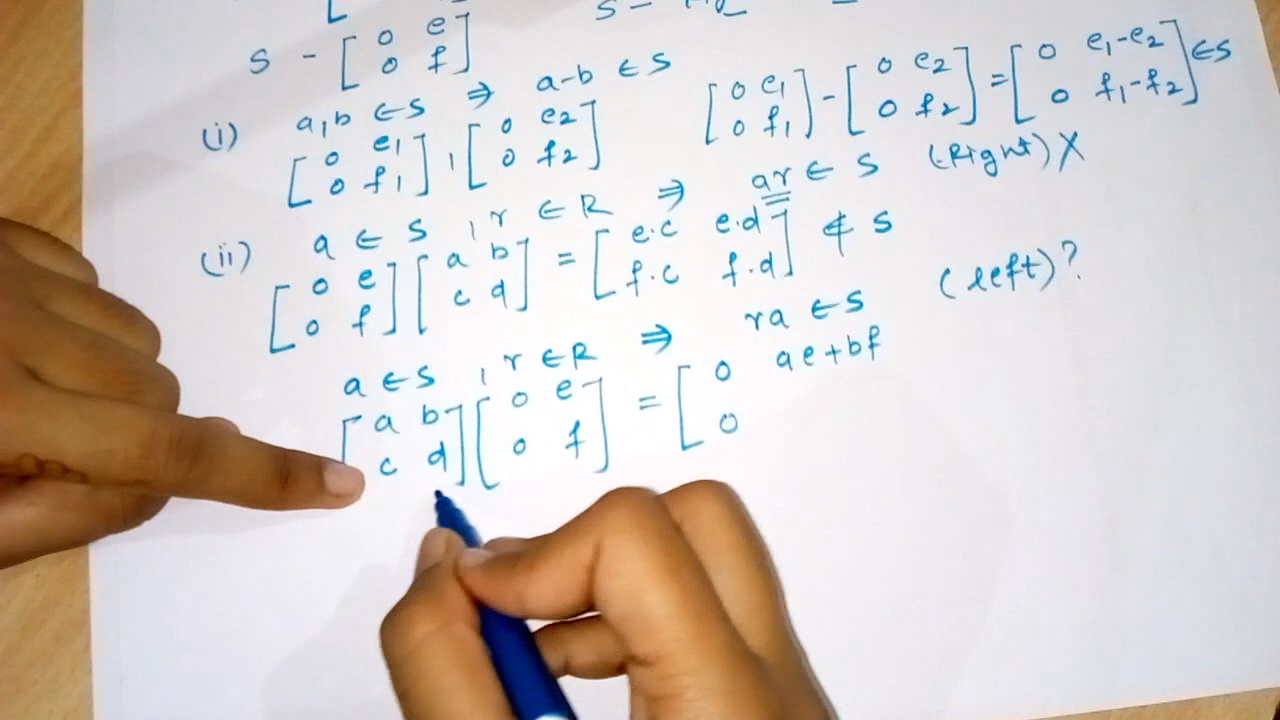 S - [ 0 e
0 f ]
(i) a,b ∈ S ⇒ a-b ∈ S
[ 0 e₁
0 f₁ ] , [ 0 e₂
0 f₂ ]
[ 0 e₁
0 f₁ ] - [ 0 e₂
0 f₂ ] = [ 0 e₁-e₂
0 f₁-f₂ ] ∈ S
(ii) a ∈ S , r ∈ R ⇒ ar ∈ S (Right) X
[ 0 e
0 f ] [ a b
c d ] = [ e.c e.d
f.c f.d ] ∉ S
a ∈ S , r ∈ R ⇒ ra ∈ S (left)?
[ a b
c d ] [ 0 e
0 f ] = [ 0 ae+bf
0